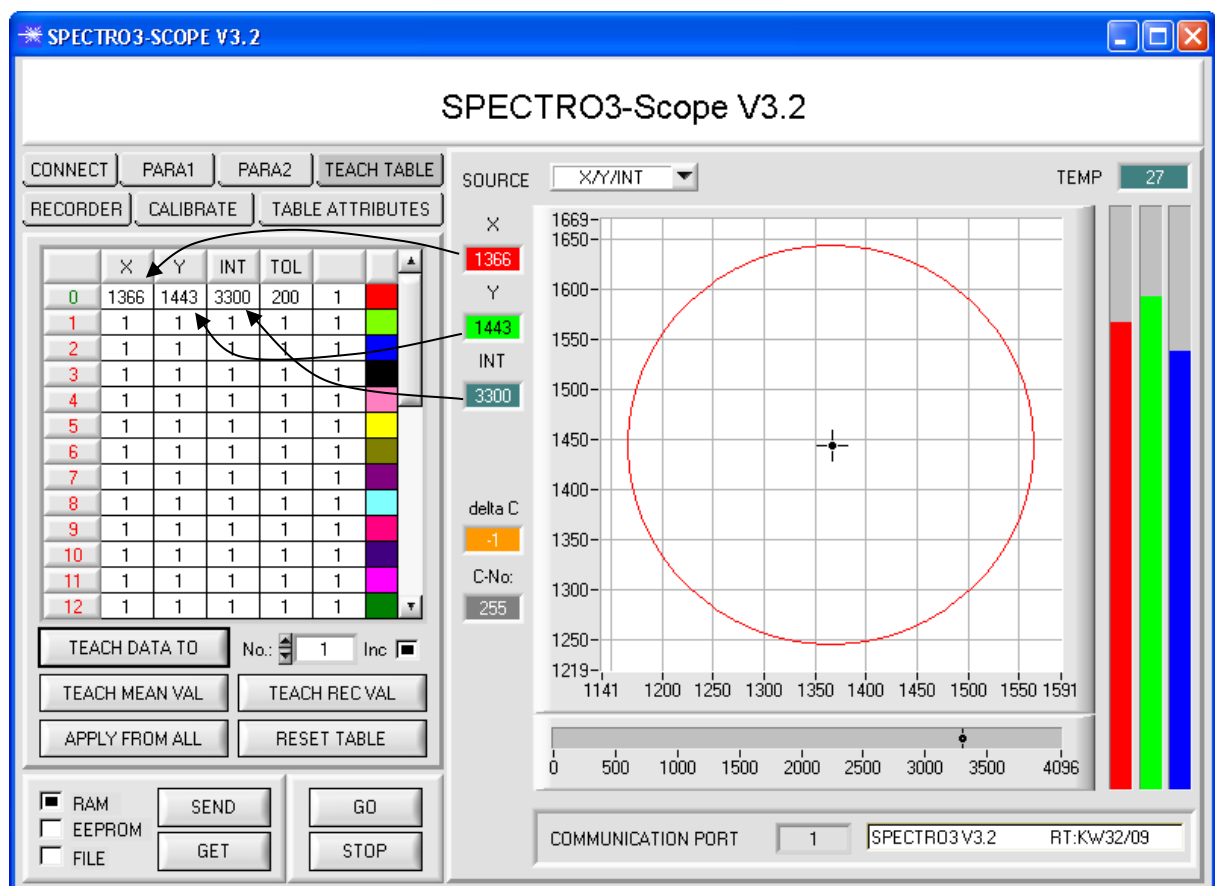 SPECTRO3-SCOPE V3.2
SPECTRO3-Scope V3.2
CONNECT PARA1 PARA2 TEACH TABLE
RECORDER CALIBRATE TABLE ATTRIBUTES
X Y INT TOL
0 1366 1443 3300 200 1
1 1 1 1 1 1
2 1 1 1 1 1
3 1 1 1 1 1
4 1 1 1 1 1
5 1 1 1 1 1
6 1 1 1 1 1
7 1 1 1 1 1
8 1 1 1 1 1
9 1 1 1 1 1
10 1 1 1 1 1
11 1 1 1 1 1
12 1 1 1 1 1
TEACH DATA TO No.: 1 Inc
TEACH MEAN VAL TEACH REC VAL
APPLY FROM ALL RESET TABLE
RAM
EEPROM
FILE
SEND
GET
GO
STOP
SOURCE X/Y/INT
TEMP 27
X
1366
Y
1443
INT
3300
delta C
-1
C-No:
255
1669
1650
1600
1550
1500
1450
1400
1350
1300
1250
1219
1141 1200 1250 1300 1350 1400 1450 1500 1550 1591
0 500 1000 1500 2000 2500 3000 3500 4096
COMMUNICATION PORT 1 SPECTRO3 V3.2 RT:KW32/09